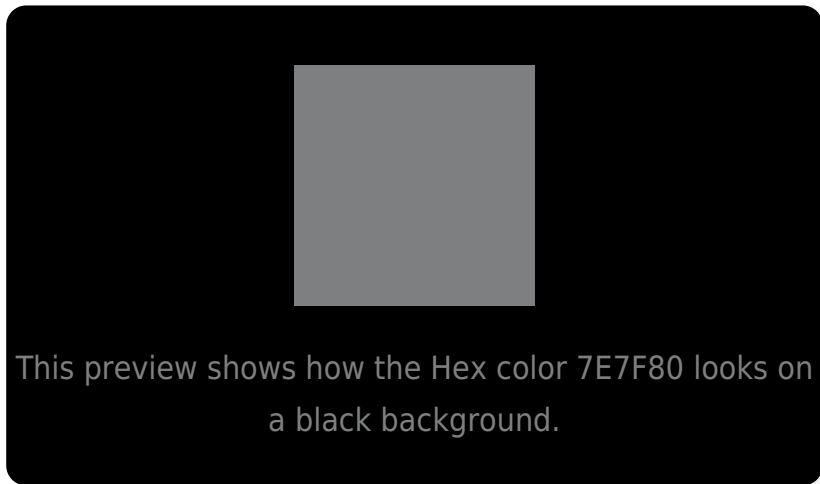 This preview shows how the Hex color 7E7F80 looks on
a black background.